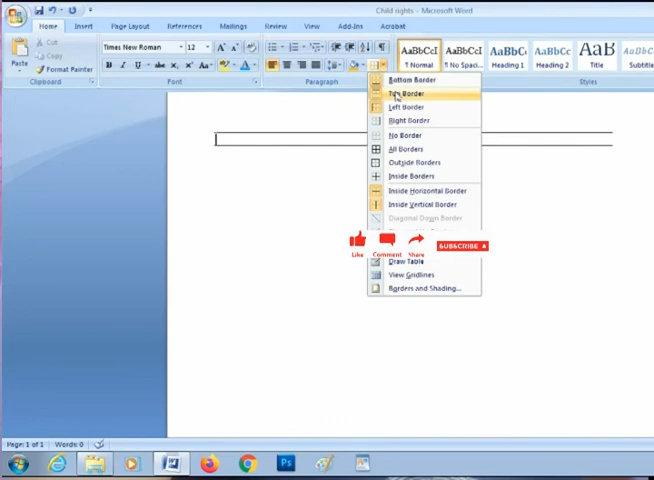 Child rights - Microsoft Word
Home Insert Page Layout References Mailings Review View Add-Ins Acrobat
Cut
Copy
Format Painter
Paste
Clipboard
Times New Roman 12
B I U
Font
Paragraph
AaBbCcI AaBbCcI AaBbC AaBbCc AaB AaBbCc
¶ Normal ¶ No Spaci... Heading 1 Heading 2 Title Subtitle
Styles
Bottom Border
Top Border
Left Border
Right Border
No Border
All Borders
Outside Borders
Inside Borders
Inside Horizontal Border
Inside Vertical Border
Diagonal Down Border
Like Comment Share SUBSCRIBE
Draw Table
View Gridlines
Borders and Shading...
Page: 1 of 1 Words: 0
Ps